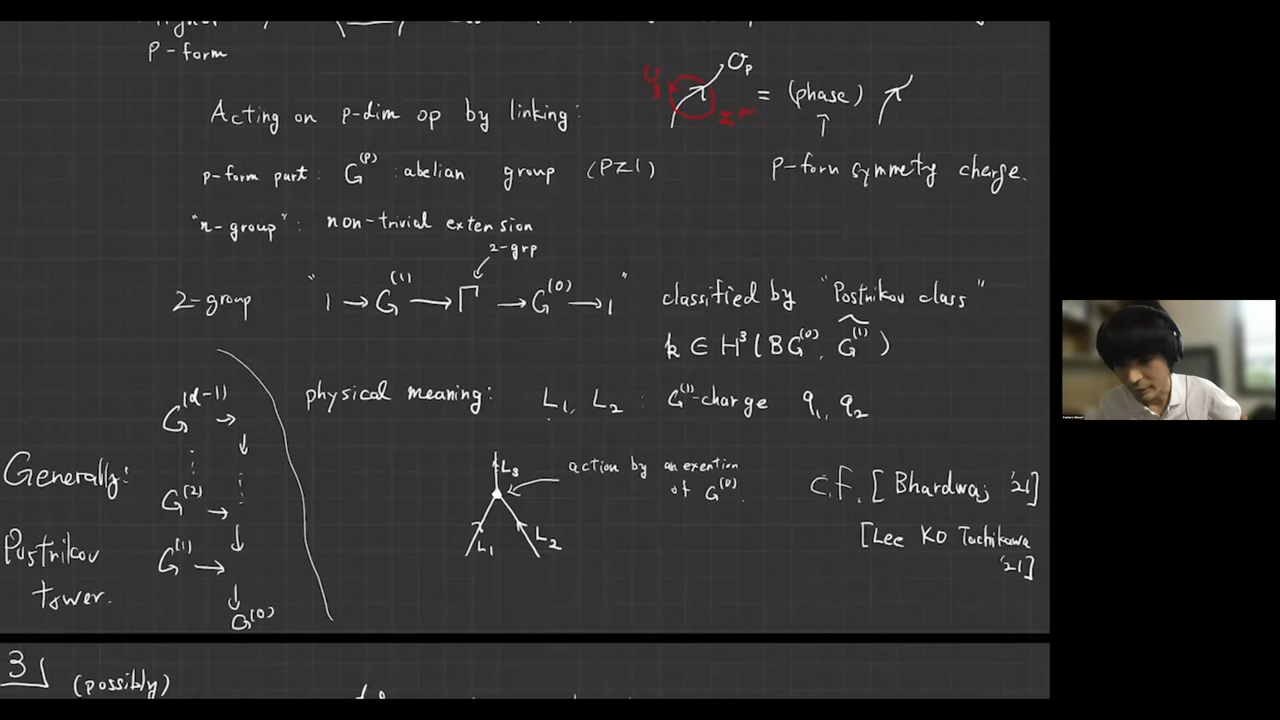 P-form
O_p
= (phase)
↑
Acting on p-dim op by linking:
p-form part: G^(P) : abelian group (P≥1)
P-form symmetry charge.
"n-group": non-trivial extension
2-grp
2-group " 1 → G^(1) → Γ → G^(0) → 1 " classified by "Postnikov class"
k ∈ H^3(BG^(0), G^(1))
physical meaning: L_1, L_2 : G^(1)-charge q_1, q_2
Generally:
Postnikov
tower.
G^(d-1) →
↓
⋮ ⋮
G^(2) →
↓
G^(1) →
↓
G^(0)
L_3
L_1 L_2
action by an exention
of G^(0).
c.f. [Bhardwaj '21]
[Lee KO Tachikawa
'21]
3 (possibly)